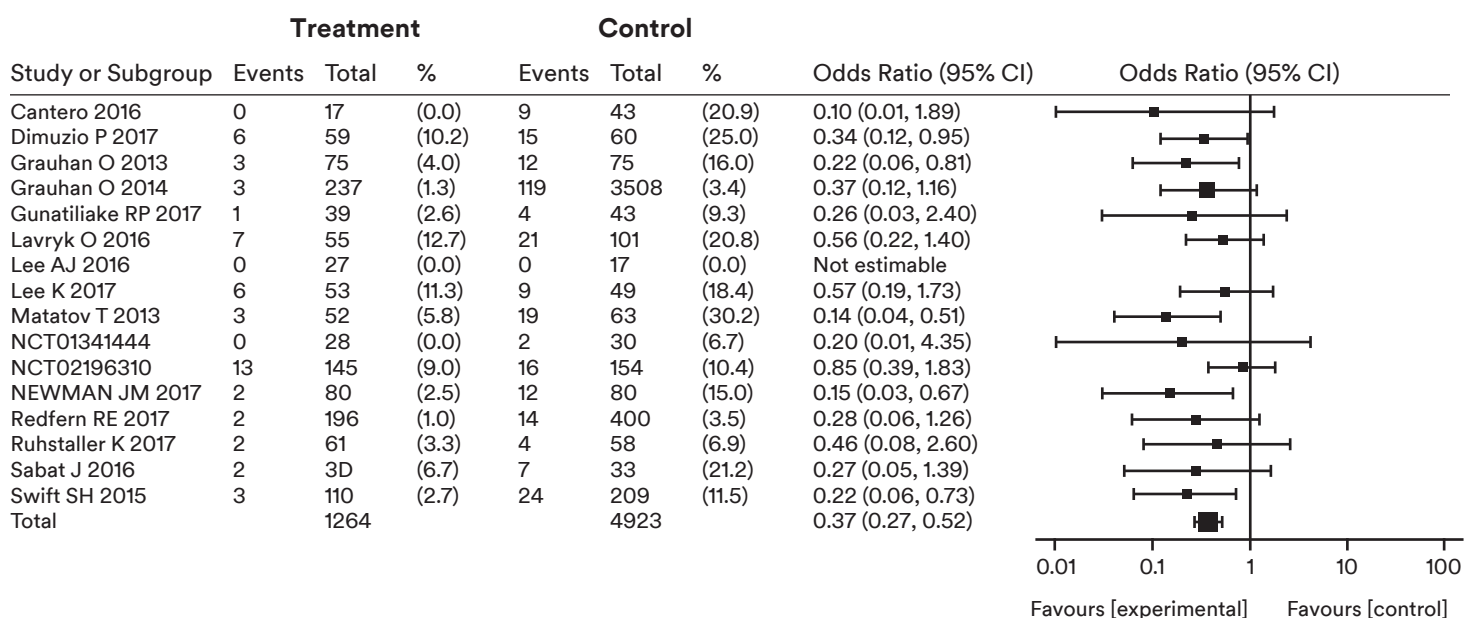 Treatment Control
Study or Subgroup Events Total % Events Total % Odds Ratio (95% CI) Odds Ratio (95% CI)
Cantero 2016 0 17 (0.0) 9 43 (20.9) 0.10 (0.01, 1.89)
Dimuzio P 2017 6 59 (10.2) 15 60 (25.0) 0.34 (0.12, 0.95)
Grauhan O 2013 3 75 (4.0) 12 75 (16.0) 0.22 (0.06, 0.81)
Grauhan O 2014 3 237 (1.3) 119 3508 (3.4) 0.37 (0.12, 1.16)
Gunatiliake RP 2017 1 39 (2.6) 4 43 (9.3) 0.26 (0.03, 2.40)
Lavryk O 2016 7 55 (12.7) 21 101 (20.8) 0.56 (0.22, 1.40)
Lee AJ 2016 0 27 (0.0) 0 17 (0.0) Not estimable
Lee K 2017 6 53 (11.3) 9 49 (18.4) 0.57 (0.19, 1.73)
Matatov T 2013 3 52 (5.8) 19 63 (30.2) 0.14 (0.04, 0.51)
NCT01341444 0 28 (0.0) 2 30 (6.7) 0.20 (0.01, 4.35)
NCT02196310 13 145 (9.0) 16 154 (10.4) 0.85 (0.39, 1.83)
NEWMAN JM 2017 2 80 (2.5) 12 80 (15.0) 0.15 (0.03, 0.67)
Redfern RE 2017 2 196 (1.0) 14 400 (3.5) 0.28 (0.06, 1.26)
Ruhstaller K 2017 2 61 (3.3) 4 58 (6.9) 0.46 (0.08, 2.60)
Sabat J 2016 2 3D (6.7) 7 33 (21.2) 0.27 (0.05, 1.39)
Swift SH 2015 3 110 (2.7) 24 209 (11.5) 0.22 (0.06, 0.73)
Total 1264 4923 0.37 (0.27, 0.52)
0.01 0.1 1 10 100
Favours [experimental] Favours [control]